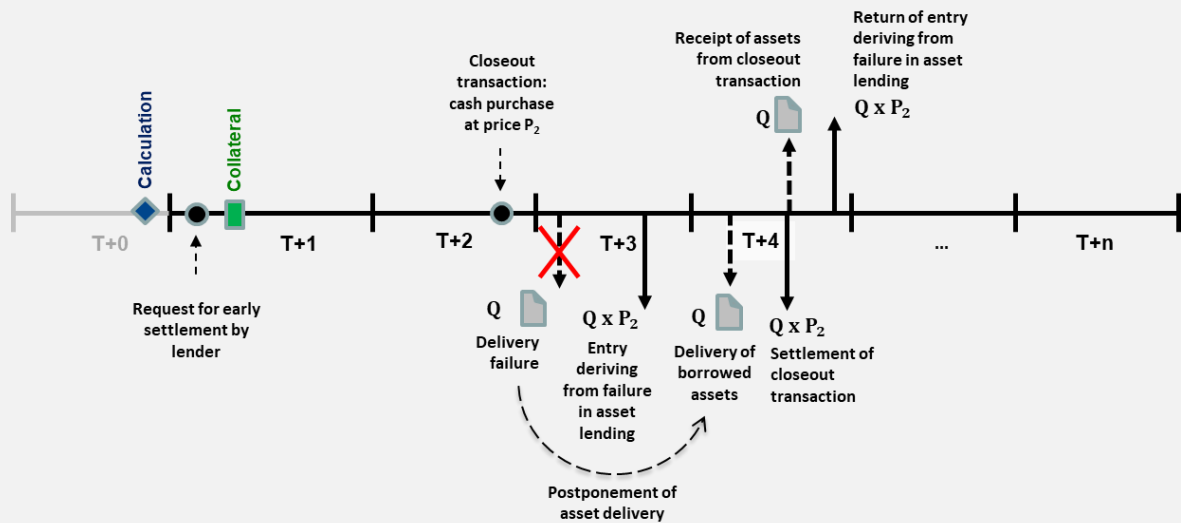 Calculation
Collateral
Closeout
transaction:
cash purchase
at price P₂
Receipt of assets
from closeout
transaction
Q
Return of entry
deriving from
failure in asset
lending
Q x P₂
T+0
T+1
T+2
T+3
T+4
...
T+n
Request for early
settlement by
lender
Q
Delivery
failure
Q x P₂
Entry
deriving
from failure
in asset
lending
Q
Delivery of
borrowed
assets
Q x P₂
Settlement of
closeout
transaction
Postponement of
asset delivery